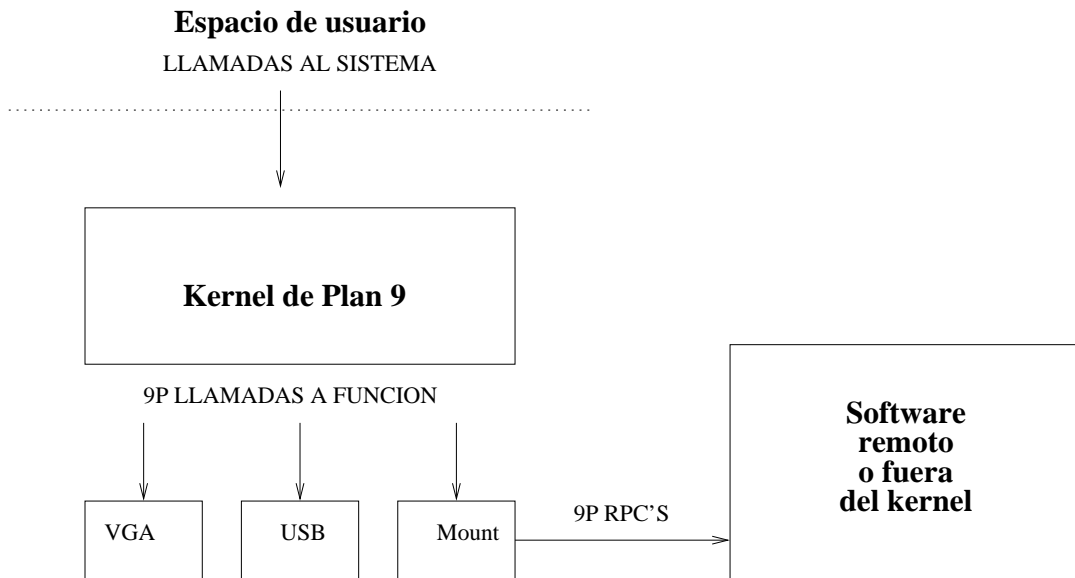 Espacio de usuario
LLAMADAS AL SISTEMA
Kernel de Plan 9
9P LLAMADAS A FUNCION
Software
remoto
o fuera
del kernel
VGA
USB
Mount
9P RPC'S